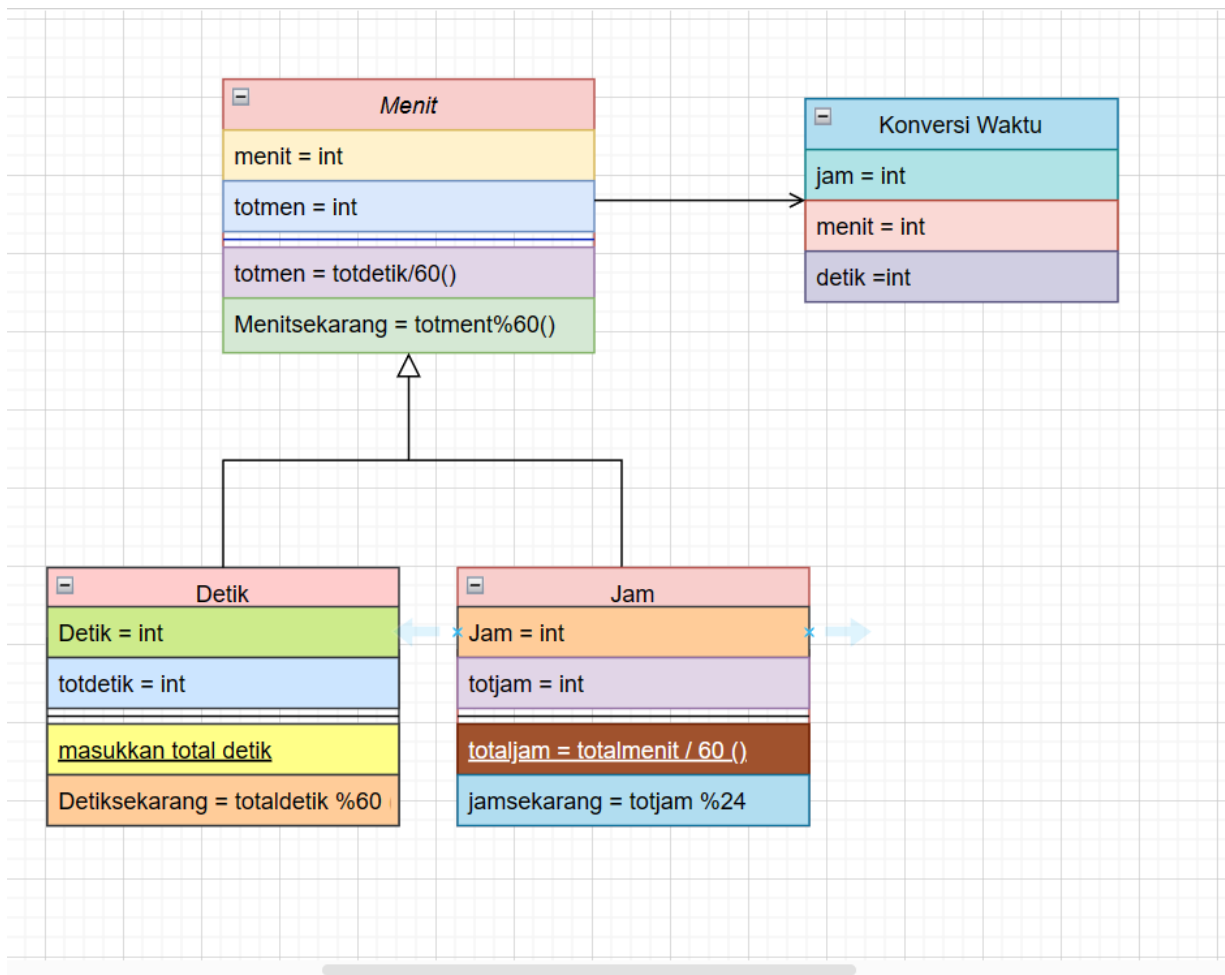 Menit
menit = int
totmen = int
totmen = totdetik/60()
Menitsekarang = totment%60()
Konversi Waktu
jam = int
menit = int
detik =int
Detik
Detik = int
totdetik = int
masukkan total detik
Detiksekarang = totaldetik %60
Jam
Jam = int
totjam = int
totaljam = totalmenit / 60 ()
jamsekarang = totjam %24